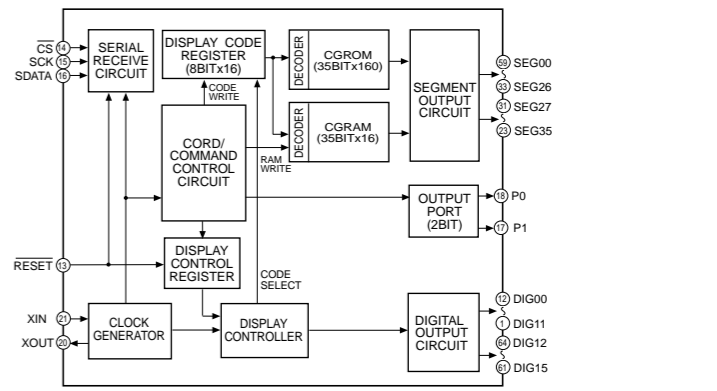 CS 14
SCK 15
SDATA 16
SERIAL
RECEIVE
CIRCUIT
DISPLAY CODE
REGISTER
(8BITx16)
DECODER
CGROM
(35BITx160)
SEGMENT
OUTPUT
CIRCUIT
59 SEG00
33 SEG26
31 SEG27
23 SEG35
CODE
WRITE
DECODER
CGRAM
(35BITx16)
CORD/
COMMAND
CONTROL
CIRCUIT
RAM
WRITE
OUTPUT
PORT
(2BIT)
18 P0
17 P1
RESET 13
DISPLAY
CONTROL
REGISTER
CODE
SELECT
XIN 21
XOUT 20
CLOCK
GENERATOR
DISPLAY
CONTROLLER
DIGITAL
OUTPUT
CIRCUIT
12 DIG00
1 DIG11
64 DIG12
61 DIG15